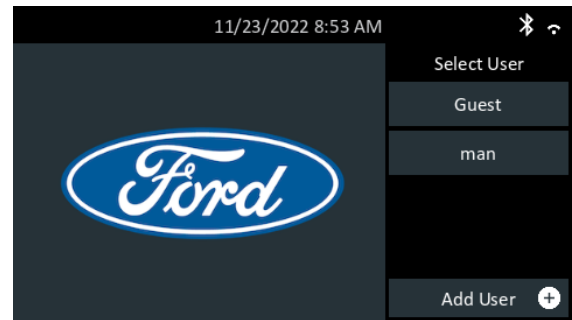 11/23/2022 8:53 AM
Select User
Guest
man
Ford
Add User